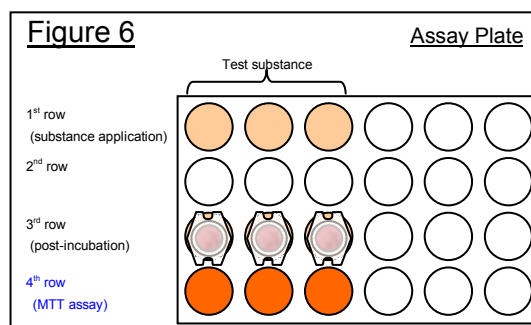 Figure 6
Assay Plate
Test substance
1st row
(substance application)
2nd row
3rd row
(post-incubation)
4th row
(MTT assay)